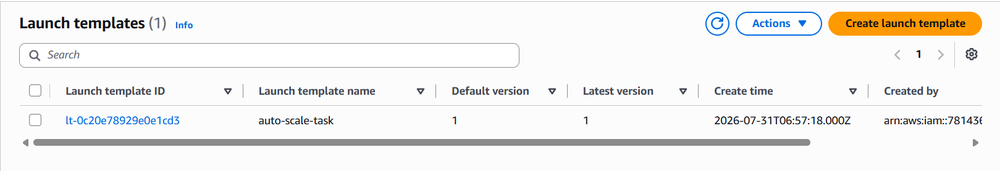 Launch templates (1) Info Actions Create launch template
Search 1
Launch template ID Launch template name Default version Latest version Create time Created by
lt-0c20e78929e0e1cd3 auto-scale-task 1 1 2026-07-31T06:57:18.000Z arn:aws:iam::781436